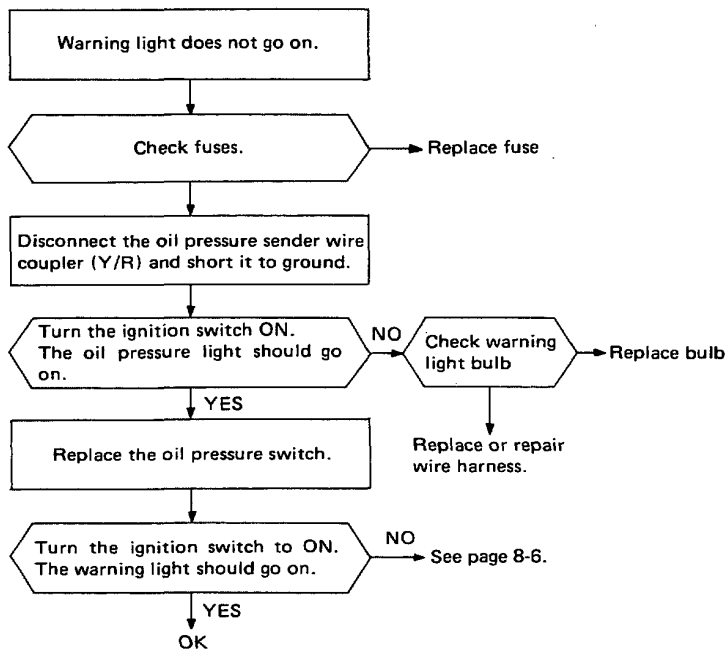 Warning light does not go on.
Check fuses.
Replace fuse
Disconnect the oil pressure sender wire
coupler (Y/R) and short it to ground.
Turn the ignition switch ON.
The oil pressure light should go
on.
NO
Check warning
light bulb
Replace bulb
YES
Replace or repair
wire harness.
Replace the oil pressure switch.
Turn the ignition switch to ON.
The warning light should go on.
NO
See page 8-6.
YES
OK